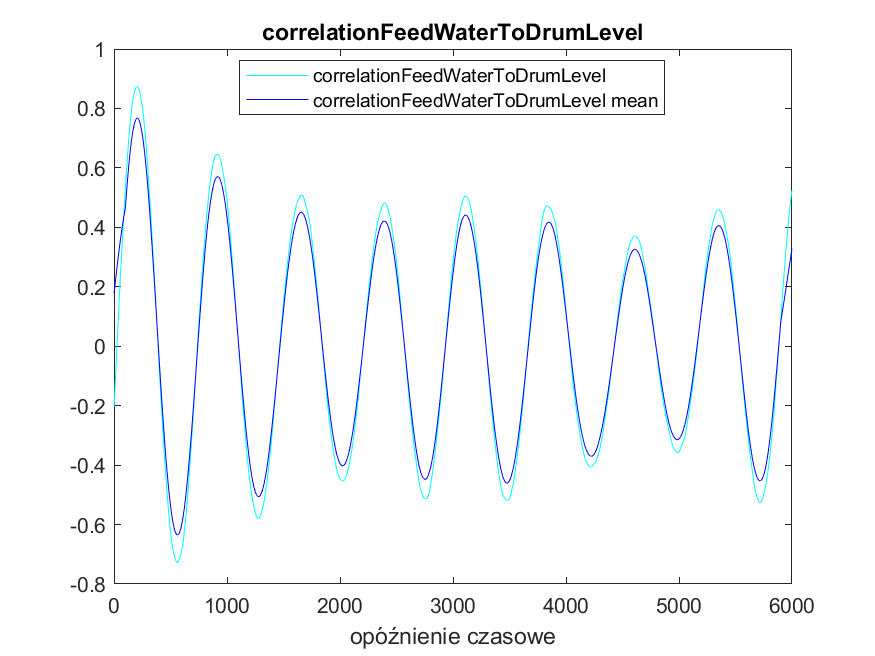 correlationFeedWaterToDrumLevel
correlationFeedWaterToDrumLevel
correlationFeedWaterToDrumLevel mean
1
0.8
0.6
0.4
0.2
0
-0.2
-0.4
-0.6
-0.8
0 1000 2000 3000 4000 5000 6000
opóźnienie czasowe